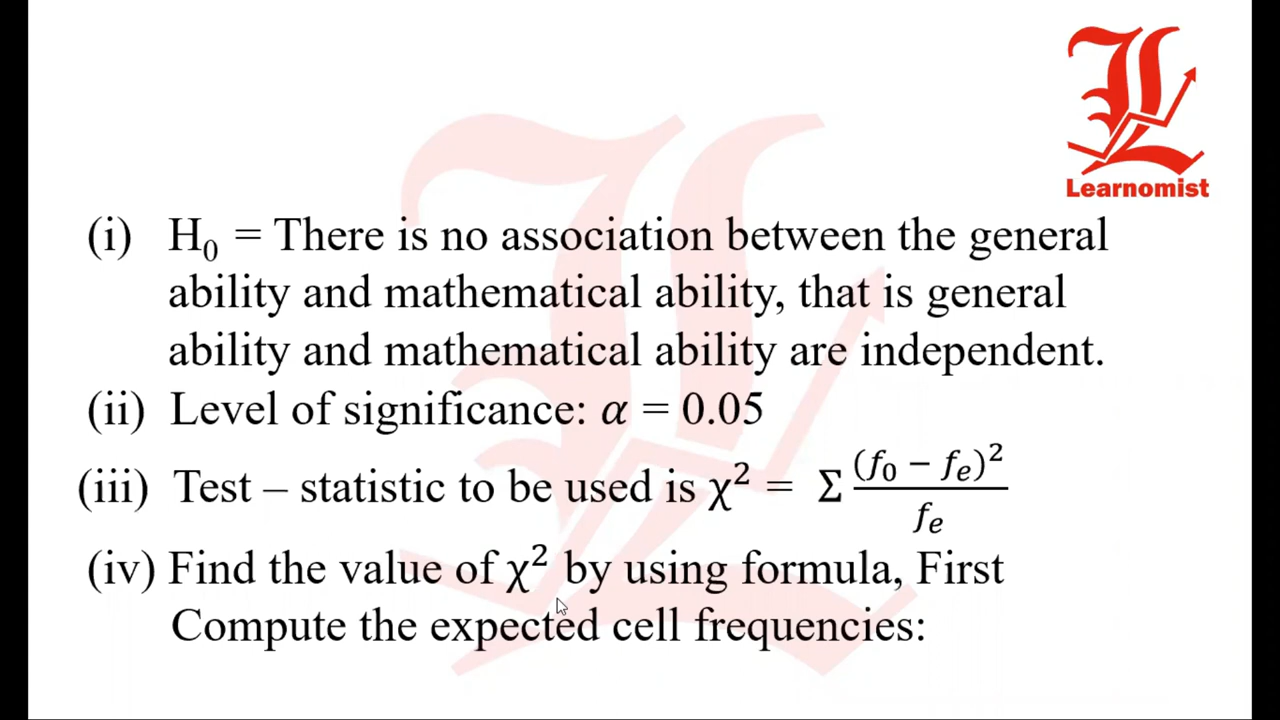 Learnomist
(i) H₀ = There is no association between the general
ability and mathematical ability, that is general
ability and mathematical ability are independent.
(ii) Level of significance: α = 0.05
(iii) Test – statistic to be used is χ² = Σ (f₀ − fₑ)² / fₑ
(iv) Find the value of χ² by using formula, First
Compute the expected cell frequencies: